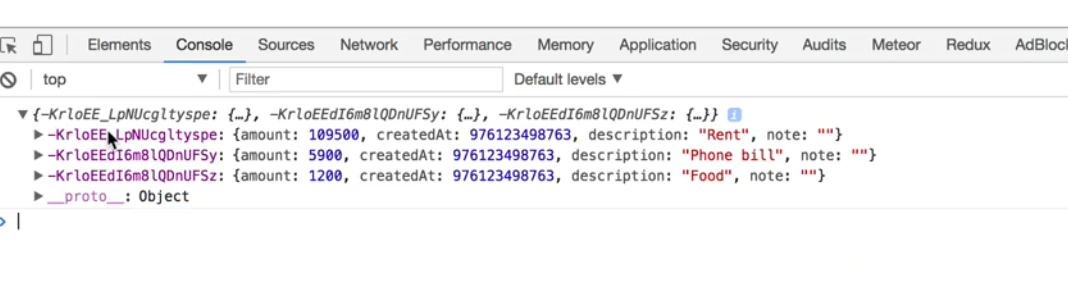 Elements Console Sources Network Performance Memory Application Security Audits Meteor Redux AdBloc
top Filter Default levels
{-KrloEE_LpNUcgltyspe: {…}, -KrloEEdI6m8lQDnUFSy: {…}, -KrloEEdI6m8lQDnUFSz: {…}}
-KrloEE_LpNUcgltyspe: {amount: 109500, createdAt: 976123498763, description: "Rent", note: ""}
-KrloEEdI6m8lQDnUFSy: {amount: 5900, createdAt: 976123498763, description: "Phone bill", note: ""}
-KrloEEdI6m8lQDnUFSz: {amount: 1200, createdAt: 976123498763, description: "Food", note: ""}
__proto__: Object